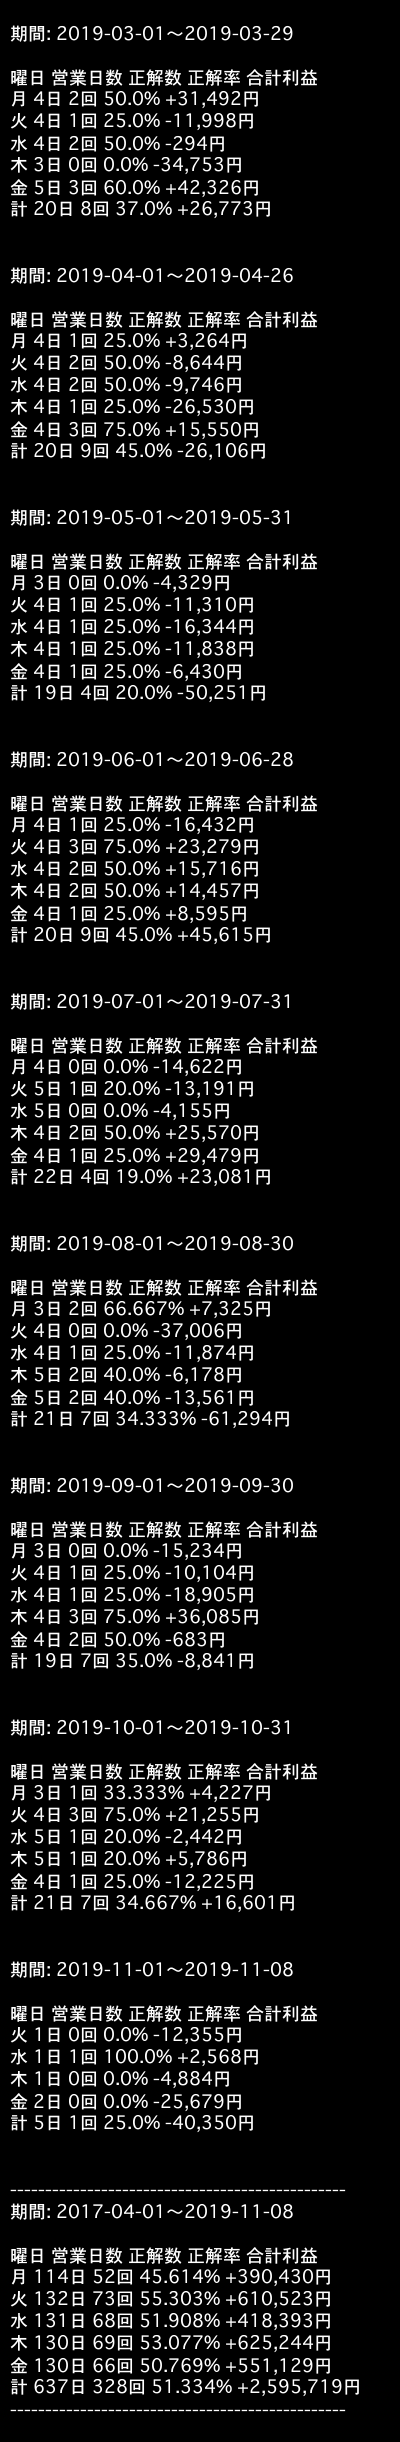 期間: 2019-03-01〜2019-03-29
曜日 営業日数 正解数 正解率 合計利益
月 4日 2回 50.0% +31,492円
火 4日 1回 25.0% -11,998円
水 4日 2回 50.0% -294円
木 3日 0回 0.0% -34,753円
金 5日 3回 60.0% +42,326円
計 20日 8回 37.0% +26,773円
期間: 2019-04-01〜2019-04-26
曜日 営業日数 正解数 正解率 合計利益
月 4日 1回 25.0% +3,264円
火 4日 2回 50.0% -8,644円
水 4日 2回 50.0% -9,746円
木 4日 1回 25.0% -26,530円
金 4日 3回 75.0% +15,550円
計 20日 9回 45.0% -26,106円
期間: 2019-05-01〜2019-05-31
曜日 営業日数 正解数 正解率 合計利益
月 3日 0回 0.0% -4,329円
火 4日 1回 25.0% -11,310円
水 4日 1回 25.0% -16,344円
木 4日 1回 25.0% -11,838円
金 4日 1回 25.0% -6,430円
計 19日 4回 20.0% -50,251円
期間: 2019-06-01〜2019-06-28
曜日 営業日数 正解数 正解率 合計利益
月 4日 1回 25.0% -16,432円
火 4日 3回 75.0% +23,279円
水 4日 2回 50.0% +15,716円
木 4日 2回 50.0% +14,457円
金 4日 1回 25.0% +8,595円
計 20日 9回 45.0% +45,615円
期間: 2019-07-01〜2019-07-31
曜日 営業日数 正解数 正解率 合計利益
月 4日 0回 0.0% -14,622円
火 5日 1回 20.0% -13,191円
水 5日 0回 0.0% -4,155円
木 4日 2回 50.0% +25,570円
金 4日 1回 25.0% +29,479円
計 22日 4回 19.0% +23,081円
期間: 2019-08-01〜2019-08-30
曜日 営業日数 正解数 正解率 合計利益
月 3日 2回 66.667% +7,325円
火 4日 0回 0.0% -37,006円
水 4日 1回 25.0% -11,874円
木 5日 2回 40.0% -6,178円
金 5日 2回 40.0% -13,561円
計 21日 7回 34.333% -61,294円
期間: 2019-09-01〜2019-09-30
曜日 営業日数 正解数 正解率 合計利益
月 3日 0回 0.0% -15,234円
火 4日 1回 25.0% -10,104円
水 4日 1回 25.0% -18,905円
木 4日 3回 75.0% +36,085円
金 4日 2回 50.0% -683円
計 19日 7回 35.0% -8,841円
期間: 2019-10-01〜2019-10-31
曜日 営業日数 正解数 正解率 合計利益
月 3日 1回 33.333% +4,227円
火 4日 3回 75.0% +21,255円
水 5日 1回 20.0% -2,442円
木 5日 1回 20.0% +5,786円
金 4日 1回 25.0% -12,225円
計 21日 7回 34.667% +16,601円
期間: 2019-11-01〜2019-11-08
曜日 営業日数 正解数 正解率 合計利益
火 1日 0回 0.0% -12,355円
水 1日 1回 100.0% +2,568円
木 1日 0回 0.0% -4,884円
金 2日 0回 0.0% -25,679円
計 5日 1回 25.0% -40,350円
------------------------------------------------
期間: 2017-04-01〜2019-11-08
曜日 営業日数 正解数 正解率 合計利益
月 114日 52回 45.614% +390,430円
火 132日 73回 55.303% +610,523円
水 131日 68回 51.908% +418,393円
木 130日 69回 53.077% +625,244円
金 130日 66回 50.769% +551,129円
計 637日 328回 51.334% +2,595,719円
------------------------------------------------